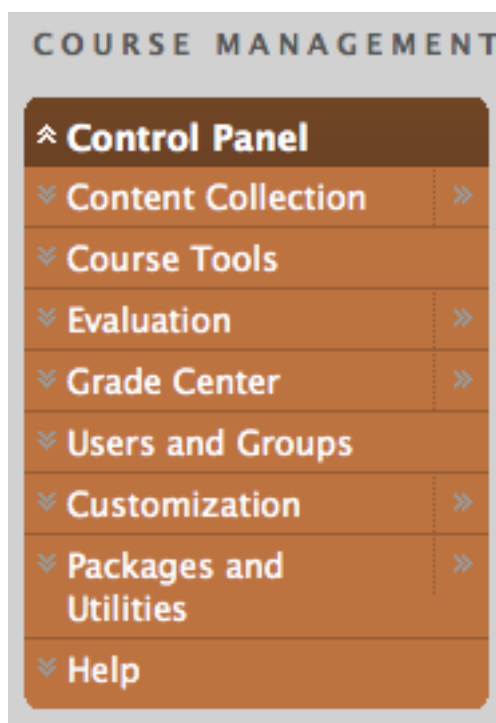 COURSE MANAGEMENT
Control Panel
Content Collection
Course Tools
Evaluation
Grade Center
Users and Groups
Customization
Packages and
Utilities
Help